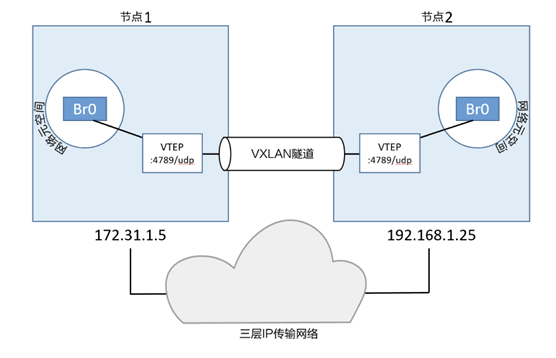 节点1
节点2
Br0
网络元空间
VTEP
:4789/udp
VXLAN隧道
VTEP
:4789/udp
Br0
网络元空间
172.31.1.5
192.168.1.25
三层IP传输网络